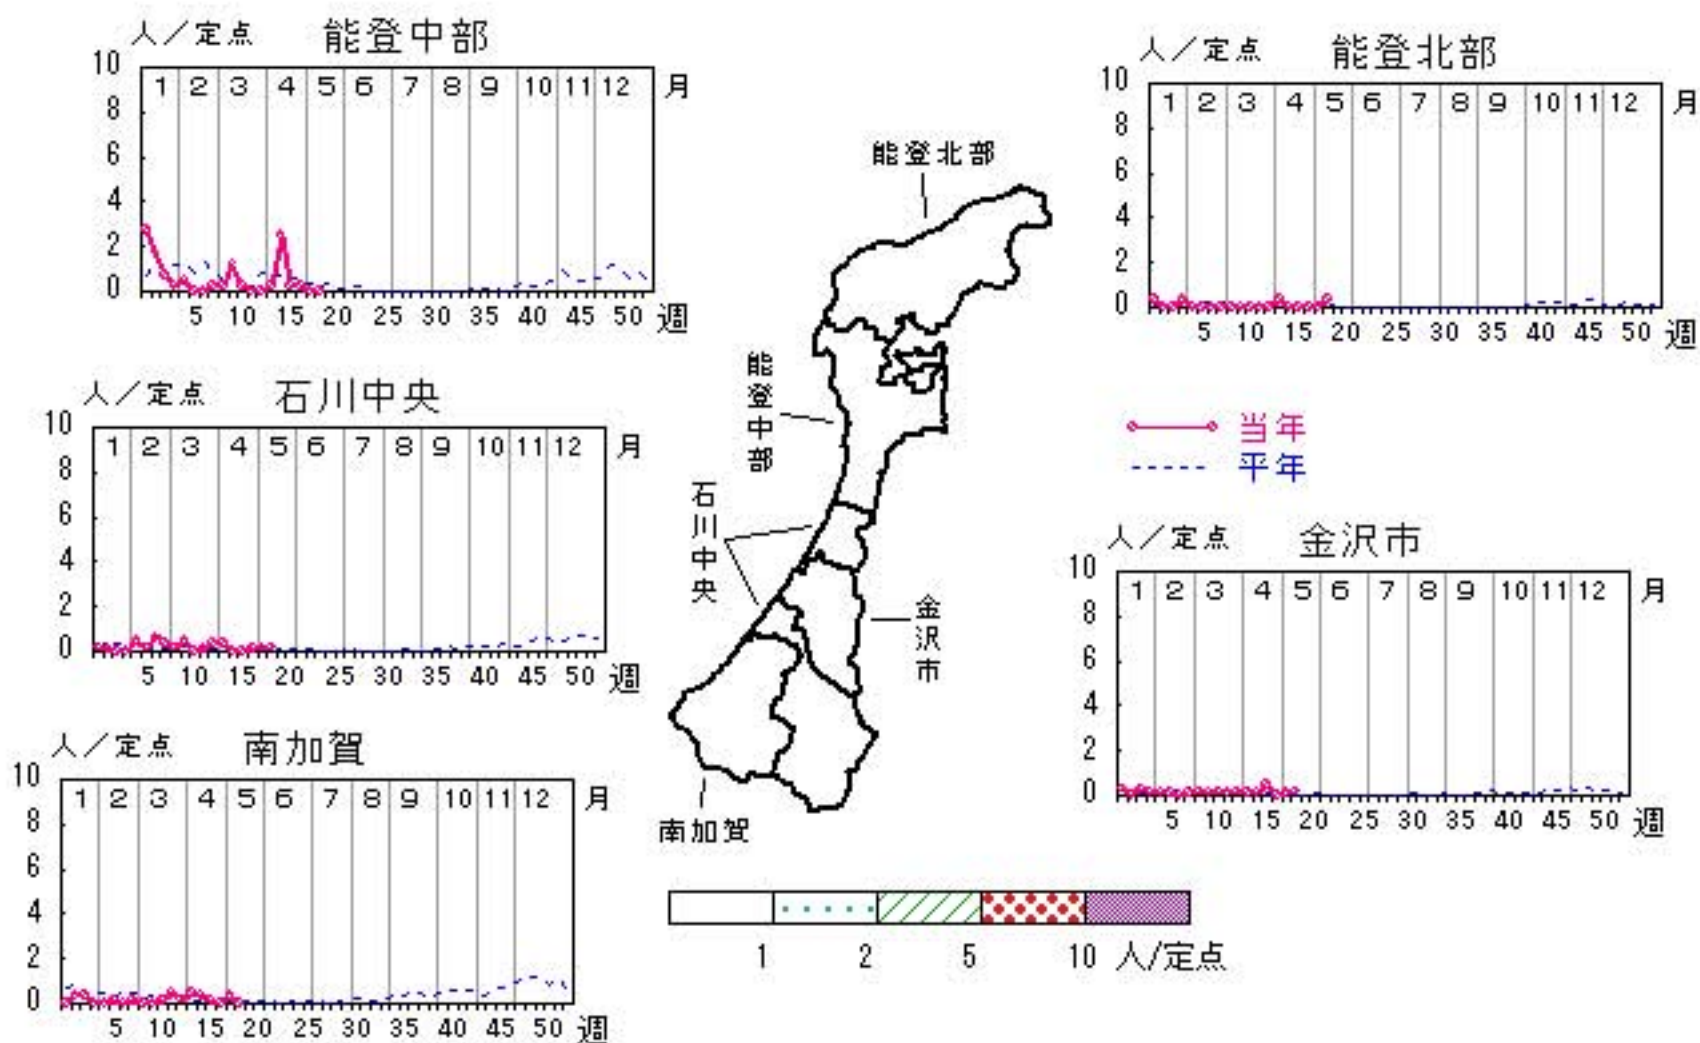 人／定点 能登中部
10 8 6 4 2 0
1 2 3 4 5 6 7 8 9 10 11 12 月
5 10 15 20 25 30 35 40 45 50 週
人／定点 能登北部
10 8 6 4 2 0
1 2 3 4 5 6 7 8 9 10 11 12 月
5 10 15 20 25 30 35 40 45 50 週
人／定点 石川中央
10 8 6 4 2 0
1 2 3 4 5 6 7 8 9 10 11 12 月
5 10 15 20 25 30 35 40 45 50 週
能登北部
能登中部
石川中央
金沢市
南加賀
当年
平年
人／定点 金沢市
10 8 6 4 2 0
1 2 3 4 5 6 7 8 9 10 11 12 月
5 10 15 20 25 30 35 40 45 50 週
人／定点 南加賀
10 8 6 4 2 0
1 2 3 4 5 6 7 8 9 10 11 12 月
5 10 15 20 25 30 35 40 45 50 週
1 2 5 10 人/定点